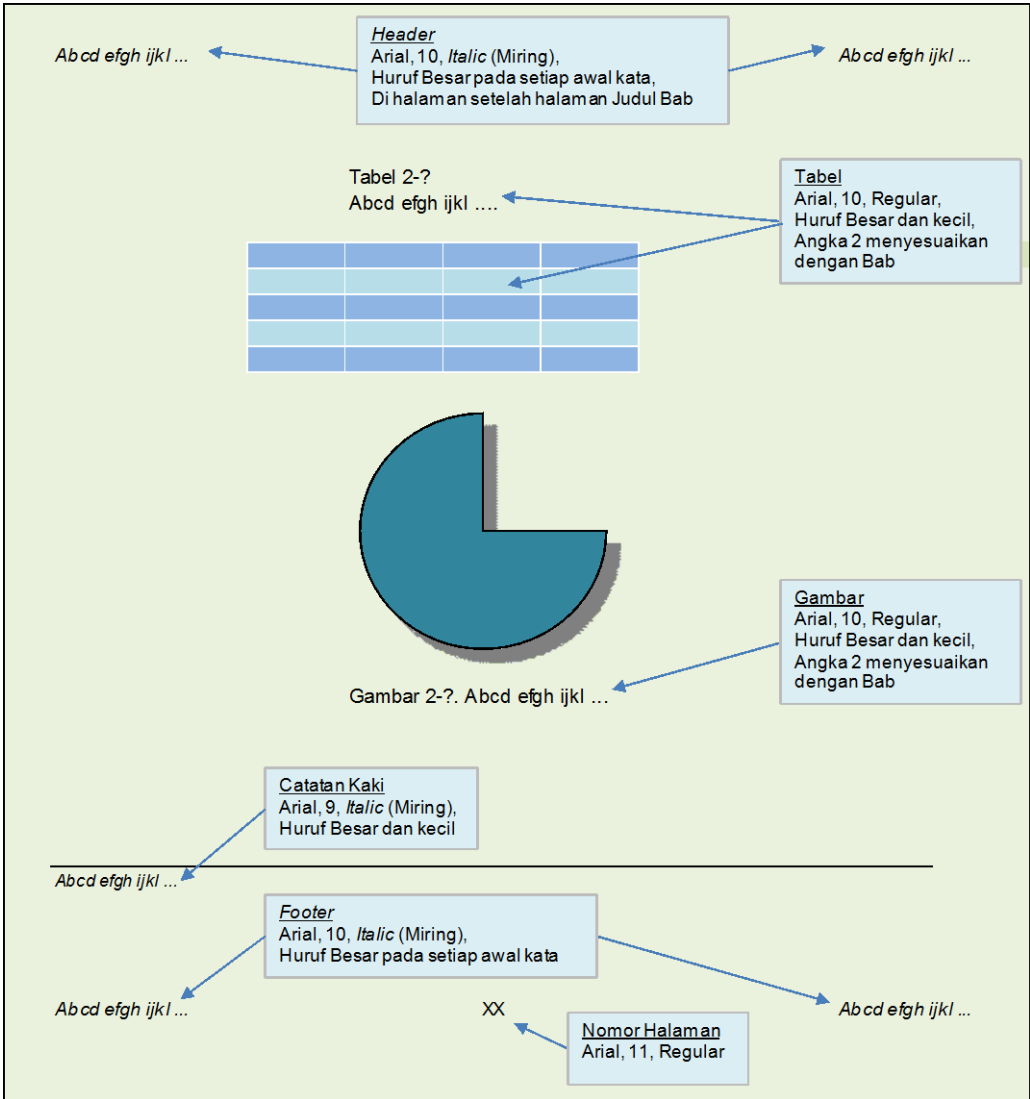 Header
Abcd efgh ijkl ...
Arial, 10, Italic (Miring),
Abcd efgh ijkl ...
Huruf Besar pada setiap awal kata,
Di halaman setelah halaman Judul Bab
Tabel 2-?
Abcd efgh ijkl ....
Tabel
Arial, 10, Regular,
Huruf Besar dan kecil,
Angka 2 menyesuaikan
dengan Bab
Gambar
Arial, 10, Regular,
Huruf Besar dan kecil,
Angka 2 menyesuaikan
dengan Bab
Gambar 2-?. Abcd efgh ijkl ...
Catatan Kaki
Arial, 9, Italic (Miring),
Huruf Besar dan kecil
Abcd efgh ijkl ...
Footer
Arial, 10, Italic (Miring),
Huruf Besar pada setiap awal kata
Abcd efgh ijkl ...
XX
Abcd efgh ijkl ...
Nomor Halaman
Arial, 11, Regular